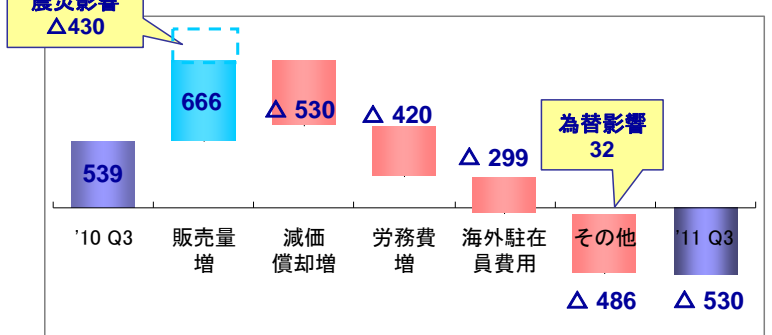 震災影響
△430
666
△ 530
△ 420
為替影響
32
△ 299
539
'10 Q3
販売量
増
減価
償却増
労務費
増
海外駐在
員費用
その他
'11 Q3
△ 486
△ 530